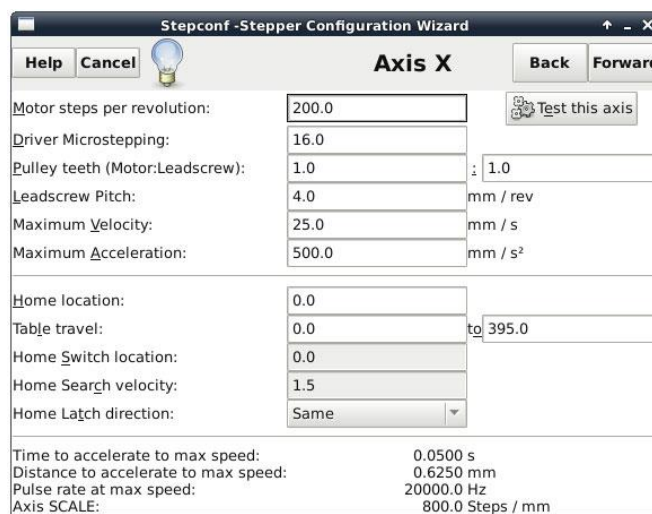 Stepconf -Stepper Configuration Wizard
Help Cancel Axis X Back Forward
Motor steps per revolution: 200.0 Test this axis
Driver Microstepping: 16.0
Pulley teeth (Motor:Leadscrew): 1.0 : 1.0
Leadscrew Pitch: 4.0 mm / rev
Maximum Velocity: 25.0 mm / s
Maximum Acceleration: 500.0 mm / s²
Home location: 0.0
Table travel: 0.0 to 395.0
Home Switch location: 0.0
Home Search velocity: 1.5
Home Latch direction: Same
Time to accelerate to max speed: 0.0500 s
Distance to accelerate to max speed: 0.6250 mm
Pulse rate at max speed: 20000.0 Hz
Axis SCALE: 800.0 Steps / mm